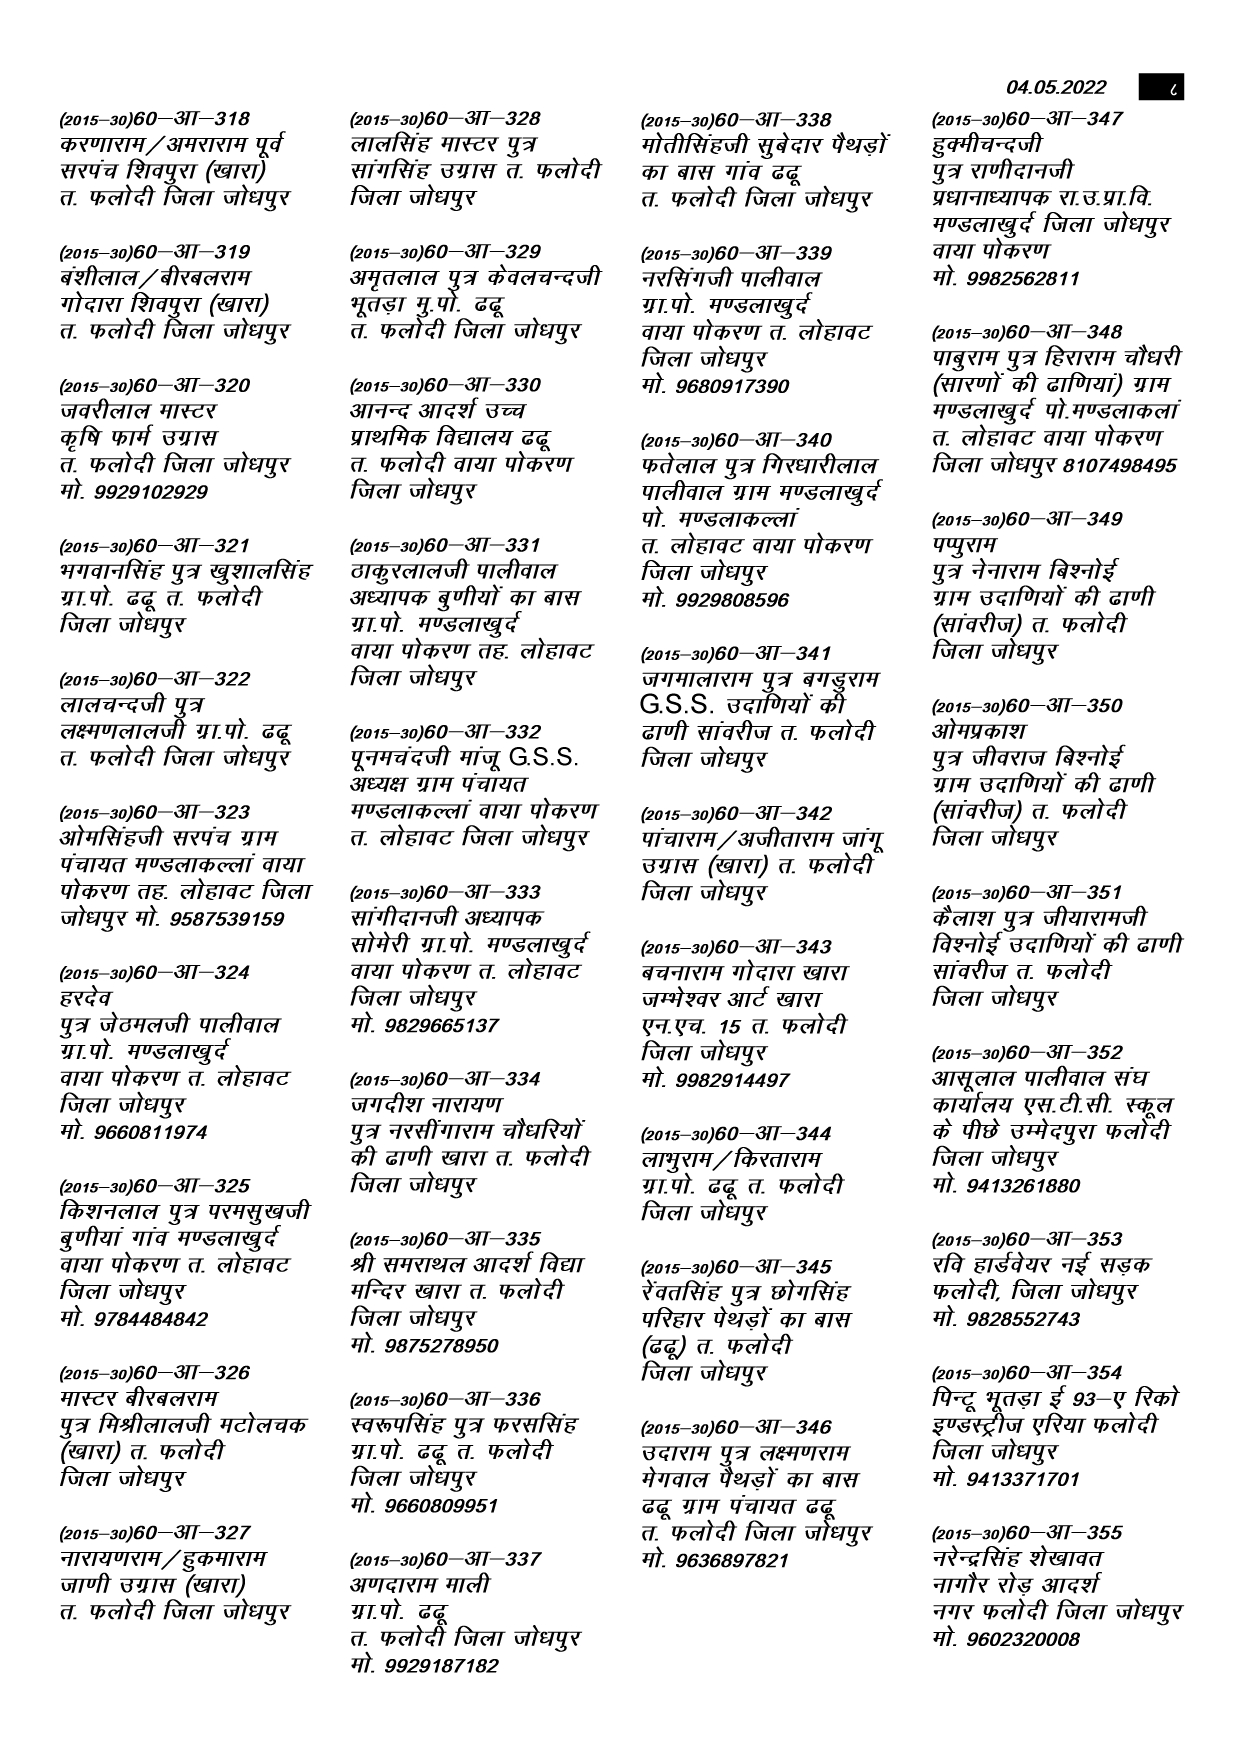 04.05.2022 ८
(2015–30)60–आ–318
करणाराम/अमराराम पूर्व
सरपंच शिवपुरा (खारा)
त. फलोदी जिला जोधपुर
(2015–30)60–आ–319
बंशीलाल/बीरबलराम
गोदारा शिवपुरा (खारा)
त. फलोदी जिला जोधपुर
(2015–30)60–आ–320
जवरीलाल मास्टर
कृषि फार्म उग्रास
त. फलोदी जिला जोधपुर
मो. 9929102929
(2015–30)60–आ–321
भगवानसिंह पुत्र खुशालसिंह
ग्रा.पो. ढढू त. फलोदी
जिला जोधपुर
(2015–30)60–आ–322
लालचन्दजी पुत्र
लक्ष्मणलालजी ग्रा.पो. ढढू
त. फलोदी जिला जोधपुर
(2015–30)60–आ–323
ओमसिंहजी सरपंच ग्राम
पंचायत मण्डलाकल्लां वाया
पोकरण तह. लोहावट जिला
जोधपुर मो. 9587539159
(2015–30)60–आ–324
हरदेव
पुत्र जेठमलजी पालीवाल
ग्रा.पो. मण्डलाखुर्द
वाया पोकरण त. लोहावट
जिला जोधपुर
मो. 9660811974
(2015–30)60–आ–325
किशनलाल पुत्र परमसुखजी
बुणीयां गांव मण्डलाखुर्द
वाया पोकरण त. लोहावट
जिला जोधपुर
मो. 9784484842
(2015–30)60–आ–326
मास्टर बीरबलराम
पुत्र मिश्रीलालजी मटोलचक
(खारा) त. फलोदी
जिला जोधपुर
(2015–30)60–आ–327
नारायणराम/हुकमाराम
जाणी उग्रास (खारा)
त. फलोदी जिला जोधपुर
(2015–30)60–आ–328
लालसिंह मास्टर पुत्र
सांगसिंह उग्रास त. फलोदी
जिला जोधपुर
(2015–30)60–आ–329
अमृतलाल पुत्र केवलचन्दजी
भूतड़ा मु.पो. ढढू
त. फलोदी जिला जोधपुर
(2015–30)60–आ–330
आनन्द आदर्श उच्च
प्राथमिक विद्यालय ढढू
त. फलोदी वाया पोकरण
जिला जोधपुर
(2015–30)60–आ–331
ठाकुरलालजी पालीवाल
अध्यापक बुणीयों का बास
ग्रा.पो. मण्डलाखुर्द
वाया पोकरण तह. लोहावट
जिला जोधपुर
(2015–30)60–आ–332
पूनमचंदजी मांजू G.S.S.
अध्यक्ष ग्राम पंचायत
मण्डलाकल्लां वाया पोकरण
त. लोहावट जिला जोधपुर
(2015–30)60–आ–333
सांगीदानजी अध्यापक
सोमेरी ग्रा.पो. मण्डलाखुर्द
वाया पोकरण त. लोहावट
जिला जोधपुर
मो. 9829665137
(2015–30)60–आ–334
जगदीश नारायण
पुत्र नरसींगाराम चौधरियों
की ढाणी खारा त. फलोदी
जिला जोधपुर
(2015–30)60–आ–335
श्री समराथल आदर्श विद्या
मन्दिर खारा त. फलोदी
जिला जोधपुर
मो. 9875278950
(2015–30)60–आ–336
स्वरूपसिंह पुत्र फरससिंह
ग्रा.पो. ढढू त. फलोदी
जिला जोधपुर
मो. 9660809951
(2015–30)60–आ–337
अणदाराम माली
ग्रा.पो. ढढू
त. फलोदी जिला जोधपुर
मो. 9929187182
(2015–30)60–आ–338
मोतीसिंहजी सुबेदार पैथड़ों
का बास गांव ढढू
त. फलोदी जिला जोधपुर
(2015–30)60–आ–339
नरसिंगजी पालीवाल
ग्रा.पो. मण्डलाखुर्द
वाया पोकरण त. लोहावट
जिला जोधपुर
मो. 9680917390
(2015–30)60–आ–340
फतेलाल पुत्र गिरधारीलाल
पालीवाल ग्राम मण्डलाखुर्द
पो. मण्डलाकल्लां
त. लोहावट वाया पोकरण
जिला जोधपुर
मो. 9929808596
(2015–30)60–आ–341
जगमालाराम पुत्र बगडुराम
G.S.S. उदाणियों की
ढाणी सांवरीज त. फलोदी
जिला जोधपुर
(2015–30)60–आ–342
पांचाराम/अजीताराम जांगू
उग्रास (खारा) त. फलोदी
जिला जोधपुर
(2015–30)60–आ–343
बचनाराम गोदारा खारा
जम्भेश्वर आर्ट खारा
एन.एच. 15 त. फलोदी
जिला जोधपुर
मो. 9982914497
(2015–30)60–आ–344
लाभुराम/किरताराम
ग्रा.पो. ढढू त. फलोदी
जिला जोधपुर
(2015–30)60–आ–345
रेंवतसिंह पुत्र छोगसिंह
परिहार पेथड़ों का बास
(ढढू) त. फलोदी
जिला जोधपुर
(2015–30)60–आ–346
उदाराम पुत्र लक्ष्मणराम
मेगवाल पैथड़ों का बास
ढढू ग्राम पंचायत ढढू
त. फलोदी जिला जोधपुर
मो. 9636897821
(2015–30)60–आ–347
हुक्मीचन्दजी
पुत्र राणीदानजी
प्रधानाध्यापक रा.उ.प्रा.वि.
मण्डलाखुर्द जिला जोधपुर
वाया पोकरण
मो. 9982562811
(2015–30)60–आ–348
पाबुराम पुत्र हिराराम चौधरी
(सारणों की ढाणियां) ग्राम
मण्डलाखुर्द पो.मण्डलाकलां
त. लोहावट वाया पोकरण
जिला जोधपुर 8107498495
(2015–30)60–आ–349
पप्पुराम
पुत्र नेनाराम बिश्नोई
ग्राम उदाणियों की ढाणी
(सांवरीज) त. फलोदी
जिला जोधपुर
(2015–30)60–आ–350
ओमप्रकाश
पुत्र जीवराज बिश्नोई
ग्राम उदाणियों की ढाणी
(सांवरीज) त. फलोदी
जिला जोधपुर
(2015–30)60–आ–351
कैलाश पुत्र जीयारामजी
विश्नोई उदाणियों की ढाणी
सांवरीज त. फलोदी
जिला जोधपुर
(2015–30)60–आ–352
आसूलाल पालीवाल संघ
कार्यालय एस.टी.सी. स्कूल
के पीछे उम्मेदपुरा फलोदी
जिला जोधपुर
मो. 9413261880
(2015–30)60–आ–353
रवि हार्डवेयर नई सड़क
फलोदी, जिला जोधपुर
मो. 9828552743
(2015–30)60–आ–354
पिन्टू भूतड़ा ई 93–ए रिको
इण्डस्ट्रीज एरिया फलोदी
जिला जोधपुर
मो. 9413371701
(2015–30)60–आ–355
नरेन्द्रसिंह शेखावत
नागौर रोड़ आदर्श
नगर फलोदी जिला जोधपुर
मो. 9602320008